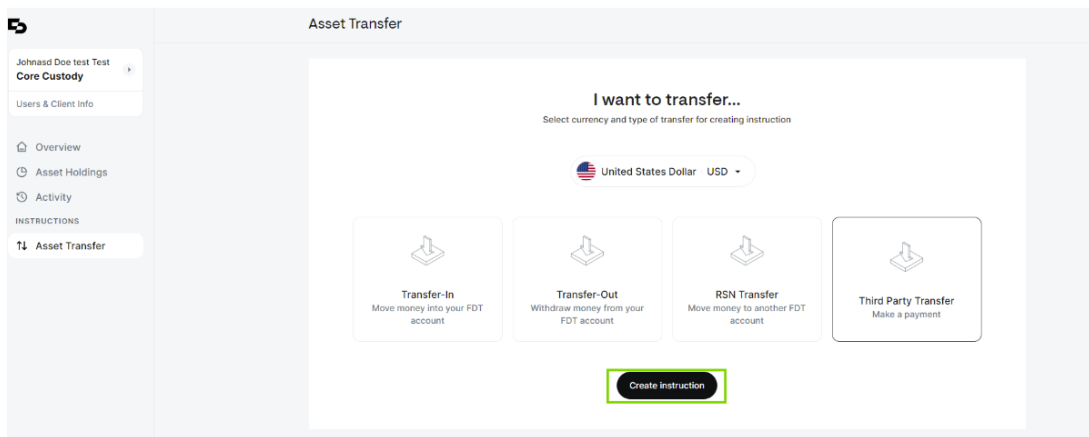 Asset Transfer
Johnasd Doe test Test
Core Custody
Users & Client Info
Overview
Asset Holdings
Activity
INSTRUCTIONS
Asset Transfer
I want to transfer...
Select currency and type of transfer for creating instruction
United States Dollar USD
Transfer-In
Move money into your FDT
account
Transfer-Out
Withdraw money from your
FDT account
RSN Transfer
Move money to another FDT
account
Third Party Transfer
Make a payment
Create instruction